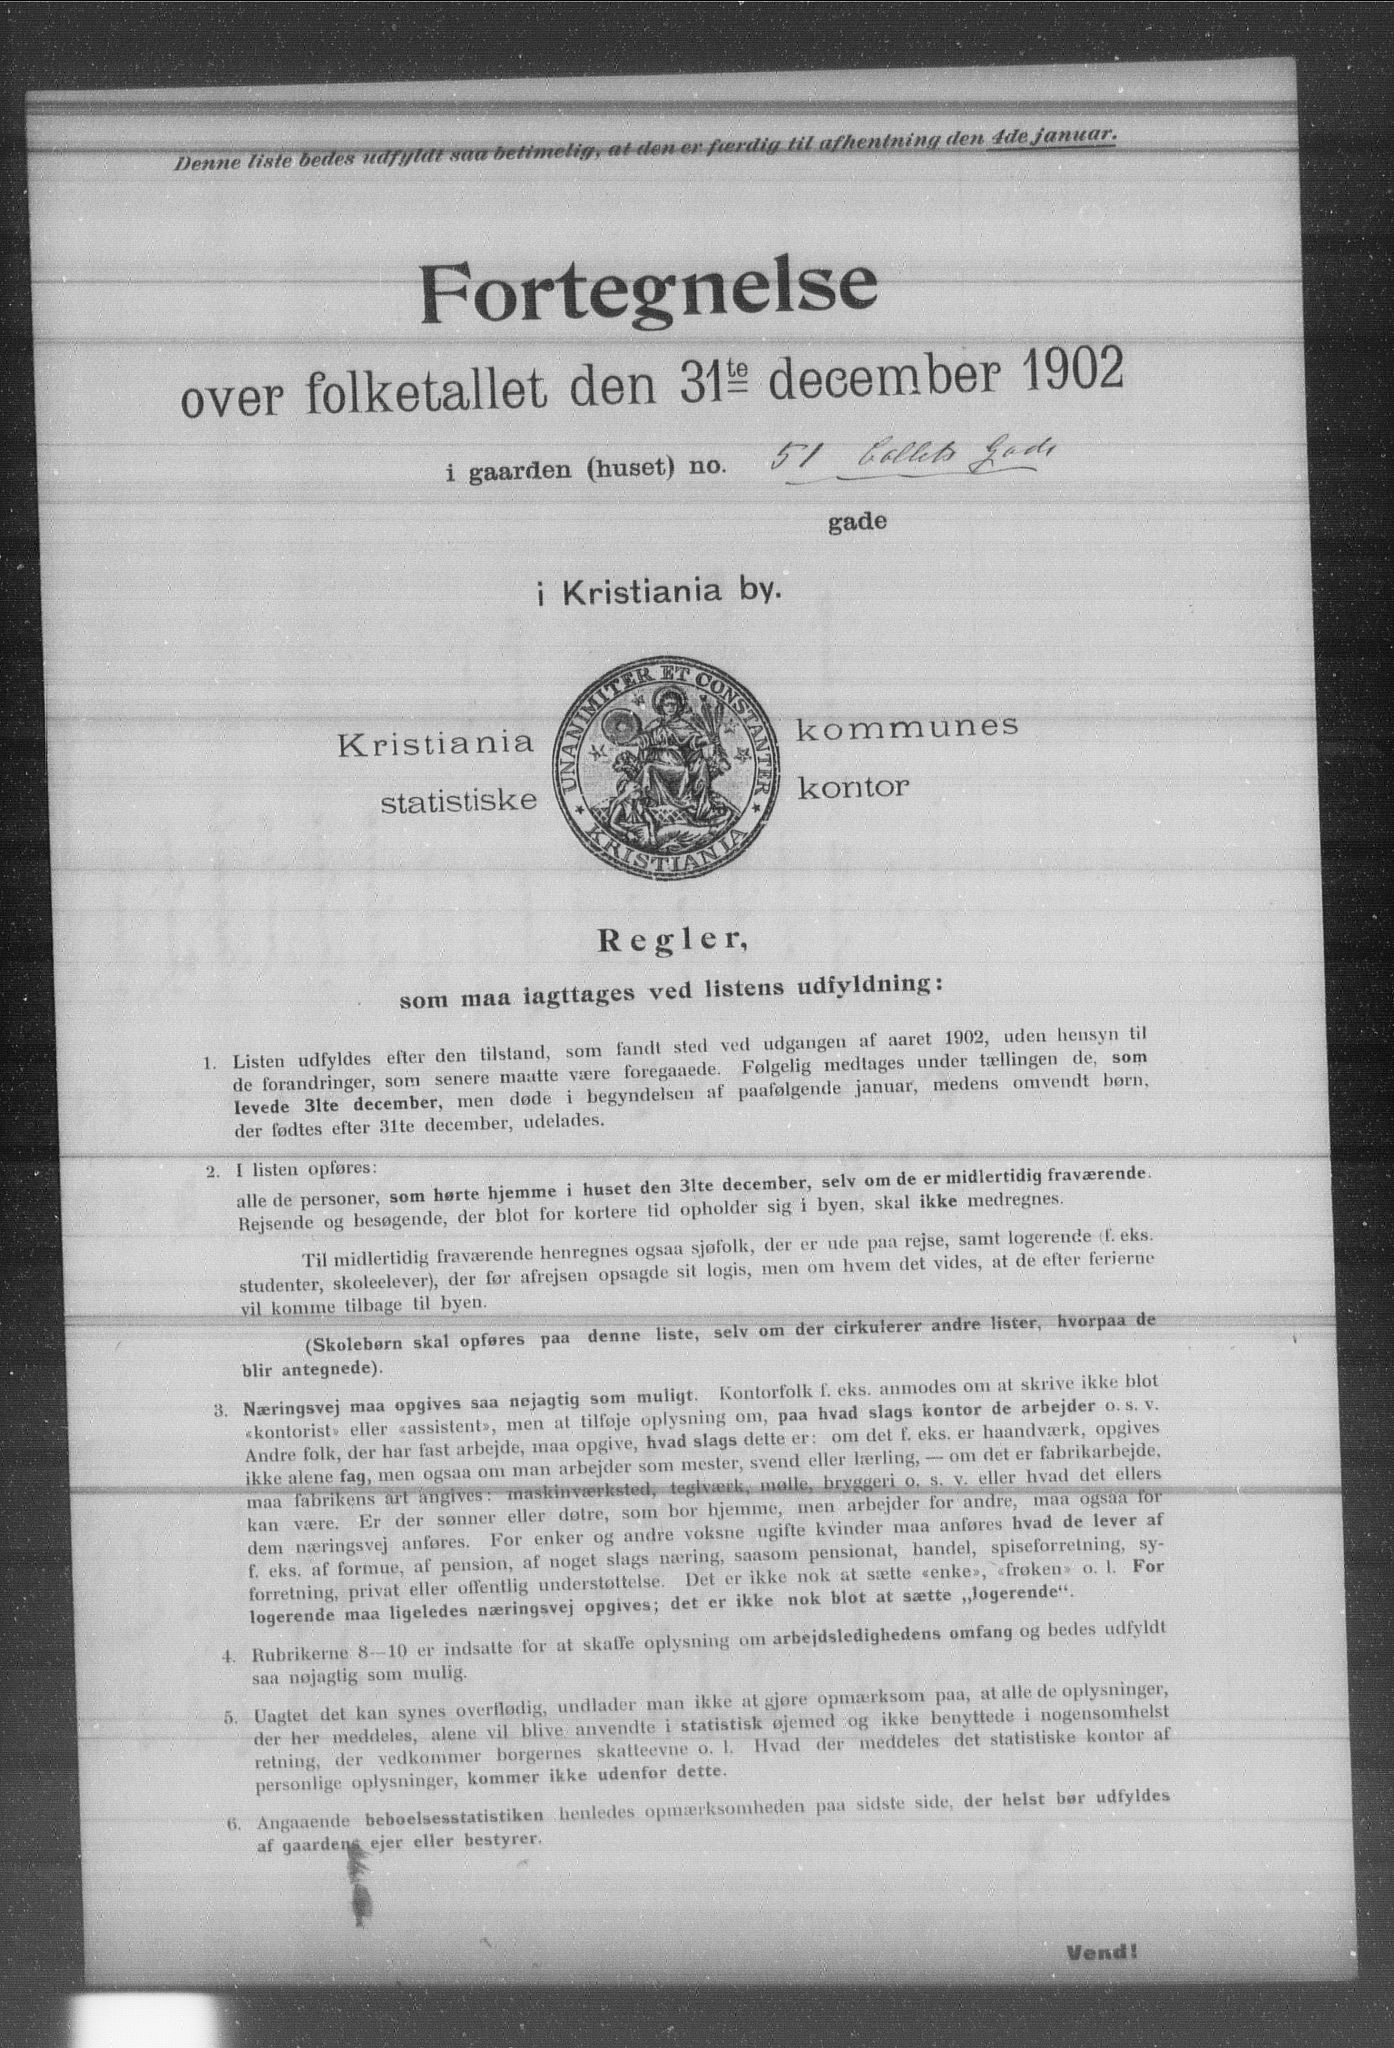 Denne liste bedes udfyldt saa betimelig, at den er færdig til afhentning den 4de januar.
Fortegnelse
over folketallet den 31te december 1902
i gaarden (huset) no. 51 Collets Gade
gade
i Kristiania by.
UNANIMITER ET CONSTANTER
KRISTIANIA
Kristiania kommunes
statistiske kontor
Regler,
som maa iagttages ved listens udfyldning:
1. Listen udfyldes efter den tilstand, som fandt sted ved udgangen af aaret 1902, uden hensyn til
de forandringer, som senere maatte være foregaaede. Følgelig medtages under tællingen de, som
levede 31te december, men døde i begyndelsen af paafølgende januar, medens omvendt børn,
der fødtes efter 31te december, udelades.
2. I listen opføres:
alle de personer, som hørte hjemme i huset den 31te december, selv om de er midlertidig fraværende.
Rejsende og besøgende, der blot for kortere tid opholder sig i byen, skal ikke medregnes.
Til midlertidig fraværende henregnes ogsaa sjøfolk, der er ude paa rejse, samt logerende (f. eks.
studenter, skoleelever), der før afrejsen opsagde sit logis, men om hvem det vides, at de efter ferierne
vil komme tilbage til byen.
(Skolebørn skal opføres paa denne liste, selv om der cirkulerer andre lister, hvorpaa de
blir antegnede).
3. Næringsvej maa opgives saa nøjagtig som muligt. Kontorfolk f. eks. anmodes om at skrive ikke blot
«kontorist» eller «assistent», men at tilføje oplysning om, paa hvad slags kontor de arbejder o. s. v.
Andre folk, der har fast arbejde, maa opgive, hvad slags dette er: om det f. eks. er haandværk, opgives
ikke alene fag, men ogsaa om man arbejder som mester, svend eller lærling, — om det er fabrikarbejde,
maa fabrikens art angives: maskinværksted, teglværk, mølle, bryggeri o. s. v. eller hvad det ellers
kan være. Er der sønner eller døtre, som bor hjemme, men arbejder for andre, maa ogsaa for
dem næringsvej anføres. For enker og andre voksne ugifte kvinder maa anføres hvad de lever af
f. eks. af formue, af pension, af noget slags næring, saasom pensionat, handel, spiseforretning, sy-
forretning, privat eller offentlig understøttelse. Det er ikke nok at sætte «enke», «frøken» o. l. For
logerende maa ligeledes næringsvej opgives; det er ikke nok blot at sætte „logerende“.
4. Rubrikerne 8—10 er indsatte for at skaffe oplysning om arbejdsledighedens omfang og bedes udfyldt
saa nøjagtig som mulig.
5. Uagtet det kan synes overflødig, undlader man ikke at gjøre opmærksom paa, at alle de oplysninger,
der her meddeles, alene vil blive anvendte i statistisk øjemed og ikke benyttede i nogensomhelst
retning, der vedkommer borgernes skatteevne o. l. Hvad der meddeles det statistiske kontor af
personlige oplysninger, kommer ikke udenfor dette.
6. Angaaende beboelsesstatistiken henledes opmærksomheden paa sidste side, der helst bør udfyldes
af gaardens ejer eller bestyrer.
Vend!